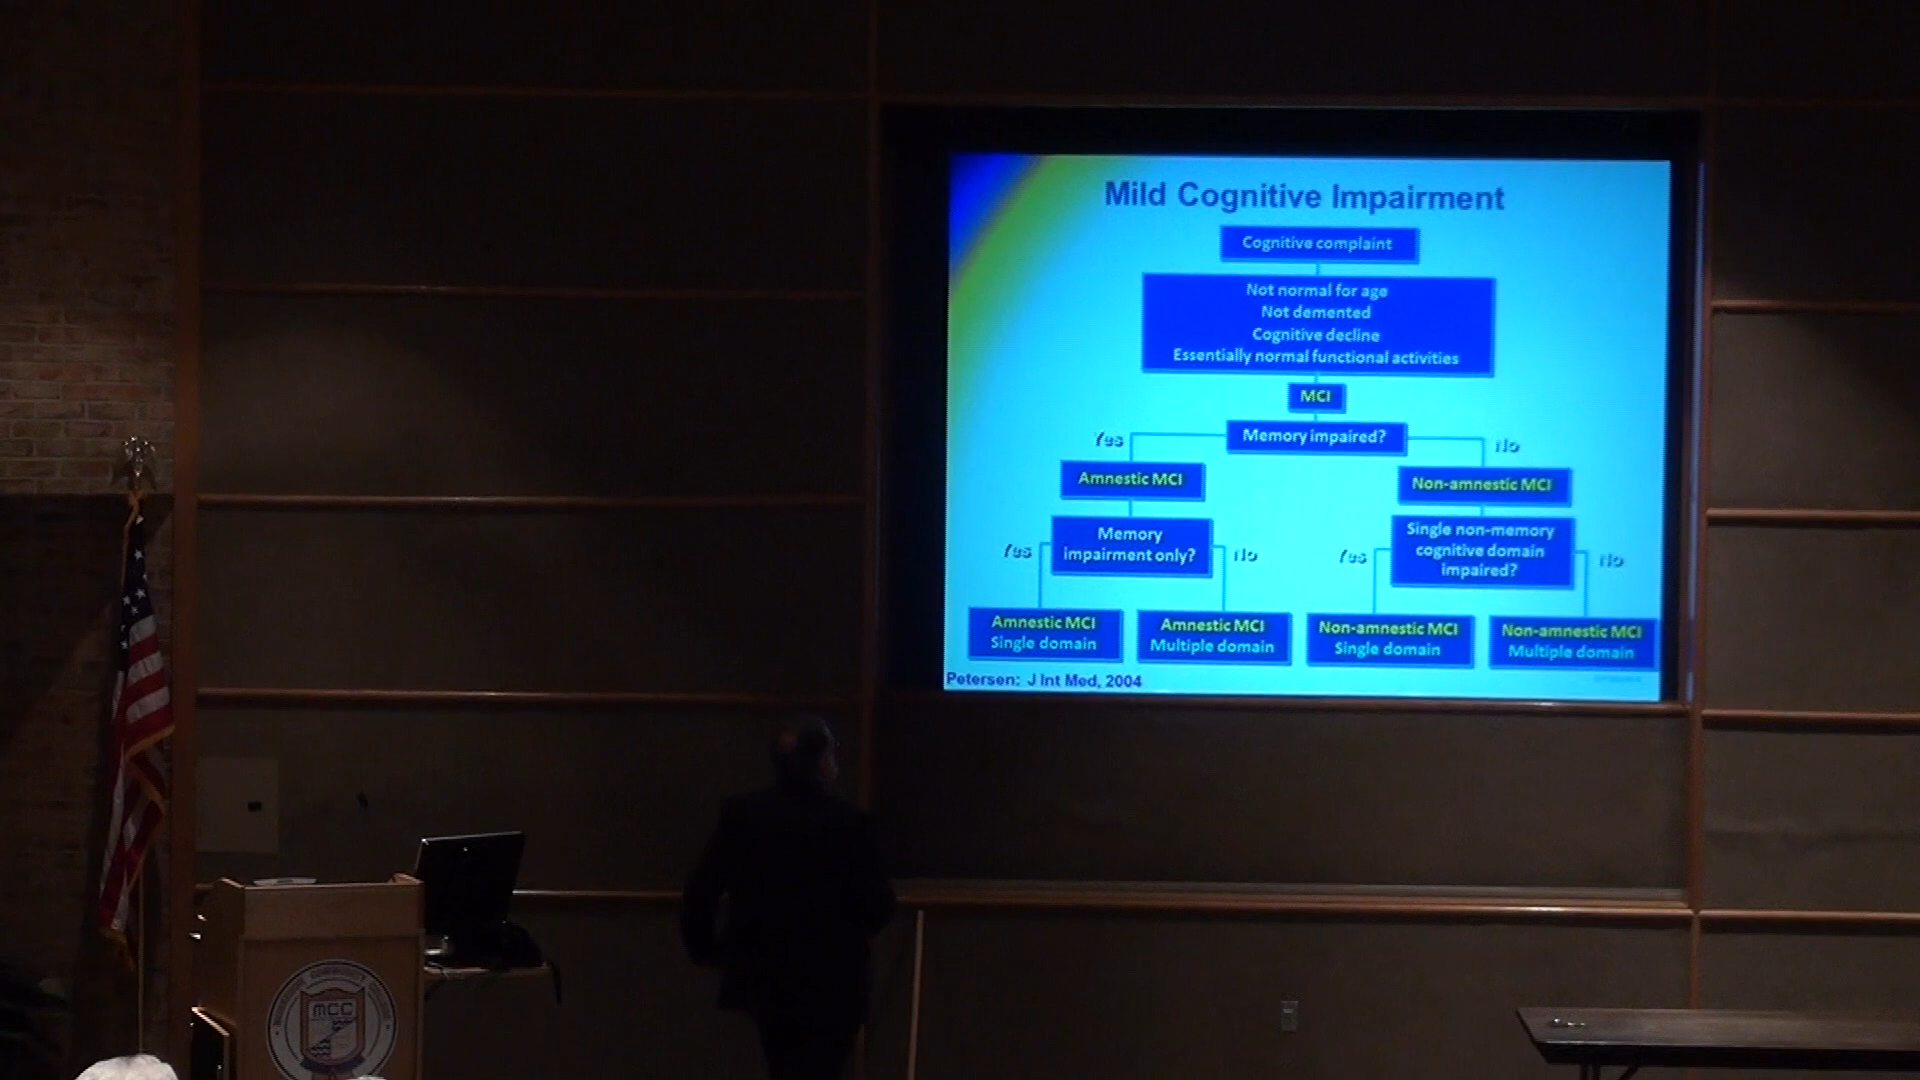 Mild Cognitive Impairment
Cognitive complaint
Not normal for age
Not demented
Cognitive decline
Essentially normal functional activities
MCI
Memory impaired?
Yes
No
Amnestic MCI
Non-amnestic MCI
Memory
impairment only?
Yes
No
Single non-memory
cognitive domain
impaired?
Yes
No
Amnestic MCI
Single domain
Amnestic MCI
Multiple domain
Non-amnestic MCI
Single domain
Non-amnestic MCI
Multiple domain
Petersen: J Int Med, 2004
MCC